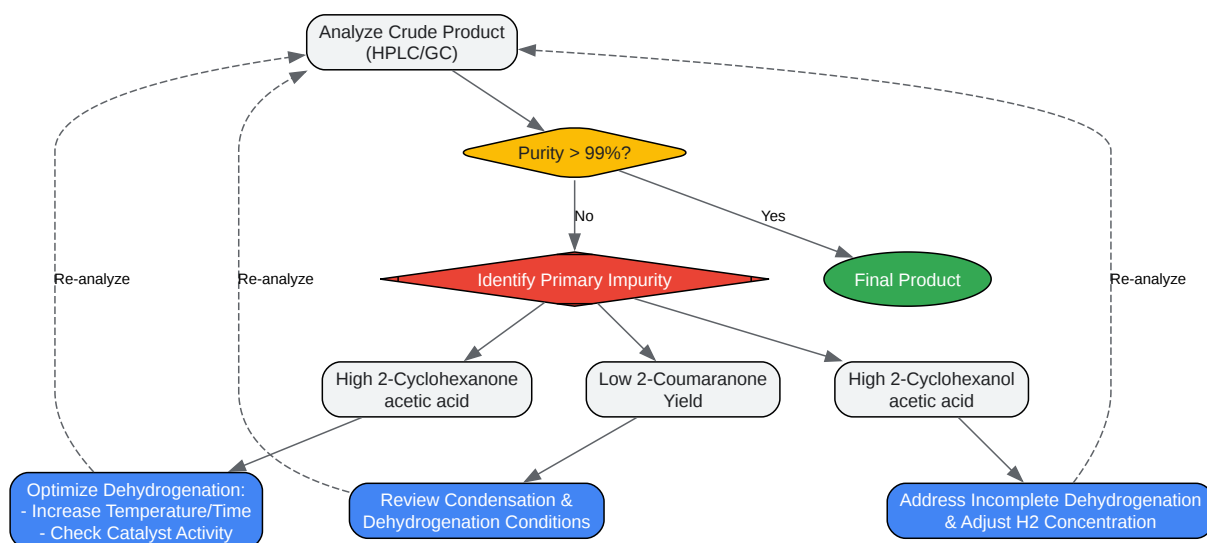 Analyze Crude Product
(HPLC/GC)
Purity > 99%?
No
Yes
Re-analyze
Re-analyze
Identify Primary Impurity
Final Product
Re-analyze
High 2-Cyclohexanone
acetic acid
Low 2-Coumaranone
Yield
High 2-Cyclohexanol
acetic acid
Optimize Dehydrogenation:
- Increase Temperature/Time
- Check Catalyst Activity
Review Condensation &
Dehydrogenation Conditions
Address Incomplete Dehydrogenation
& Adjust H2 Concentration